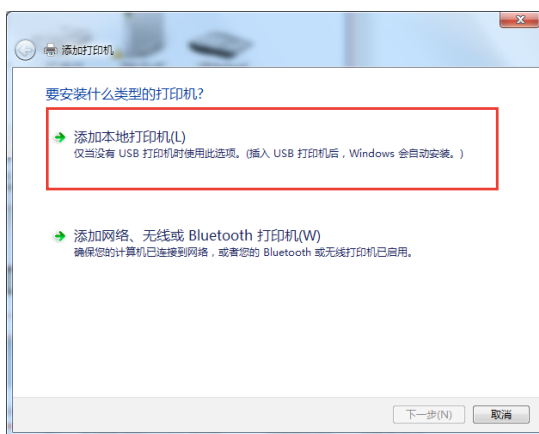 添加打印机
要安装什么类型的打印机?
添加本地打印机(L)
仅当没有 USB 打印机时使用此选项。(插入 USB 打印机后，Windows 会自动安装。)
添加网络、无线或 Bluetooth 打印机(W)
确保您的计算机已连接到网络，或者您的 Bluetooth 或无线打印机已启用。
下一步(N)
取消